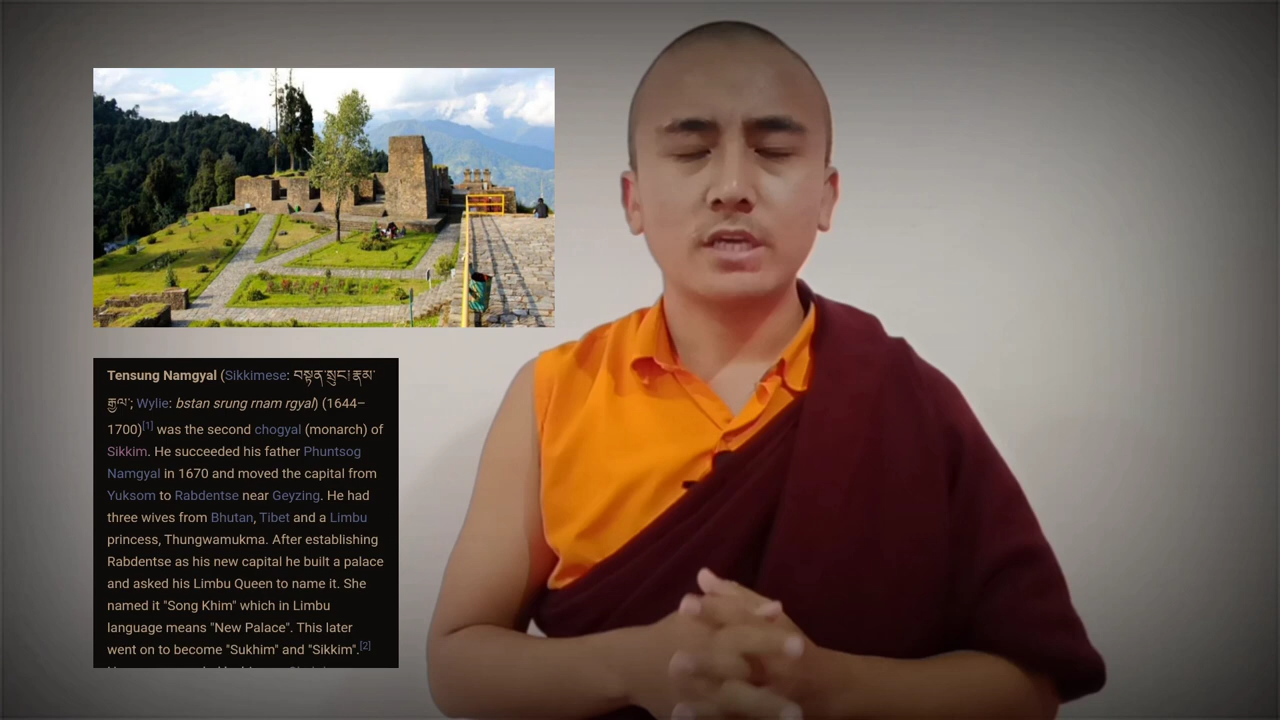 Tensung Namgyal (Sikkimese: བསྟན་སྲུང་རྣམ་
རྒྱལ་; Wylie: bstan srung rnam rgyal) (1644–
1700)[1] was the second chogyal (monarch) of
Sikkim. He succeeded his father Phuntsog
Namgyal in 1670 and moved the capital from
Yuksom to Rabdentse near Geyzing. He had
three wives from Bhutan, Tibet and a Limbu
princess, Thungwamukma. After establishing
Rabdentse as his new capital he built a palace
and asked his Limbu Queen to name it. She
named it "Song Khim" which in Limbu
language means "New Palace". This later
went on to become "Sukhim" and "Sikkim".[2]